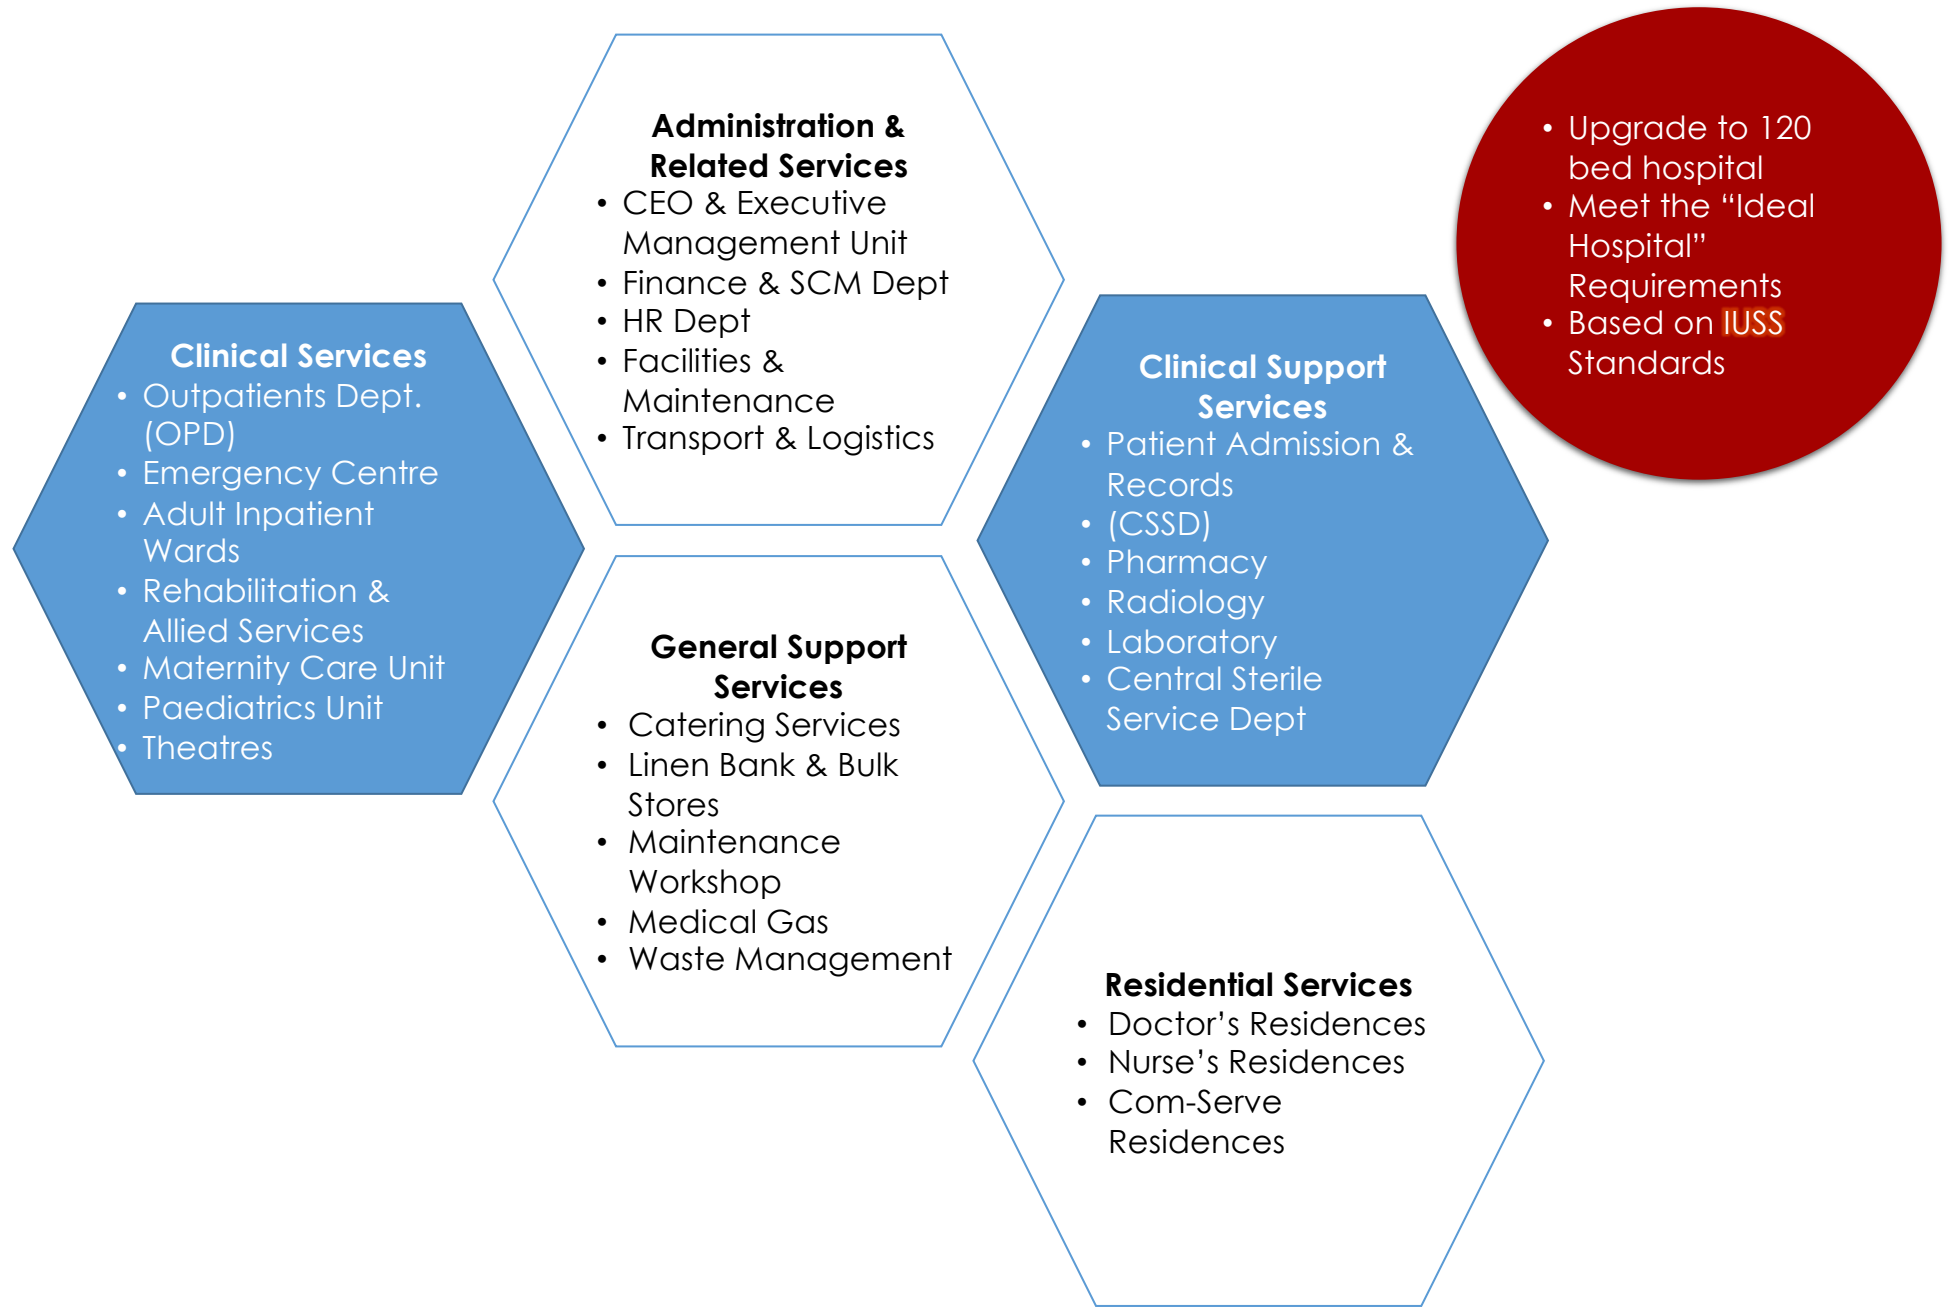 Administration &
Related Services
• CEO & Executive
Management Unit
• Finance & SCM Dept
• HR Dept
• Facilities &
Maintenance
• Transport & Logistics
• Upgrade to 120
bed hospital
• Meet the “Ideal
Hospital”
Requirements
• Based on IUSS
Standards
Clinical Services
• Outpatients Dept.
(OPD)
• Emergency Centre
• Adult Inpatient
Wards
• Rehabilitation &
Allied Services
• Maternity Care Unit
• Paediatrics Unit
• Theatres
Clinical Support
Services
• Patient Admission &
Records
• (CSSD)
• Pharmacy
• Radiology
• Laboratory
• Central Sterile
Service Dept
General Support
Services
• Catering Services
• Linen Bank & Bulk
Stores
• Maintenance
Workshop
• Medical Gas
• Waste Management
Residential Services
• Doctor’s Residences
• Nurse’s Residences
• Com-Serve
Residences